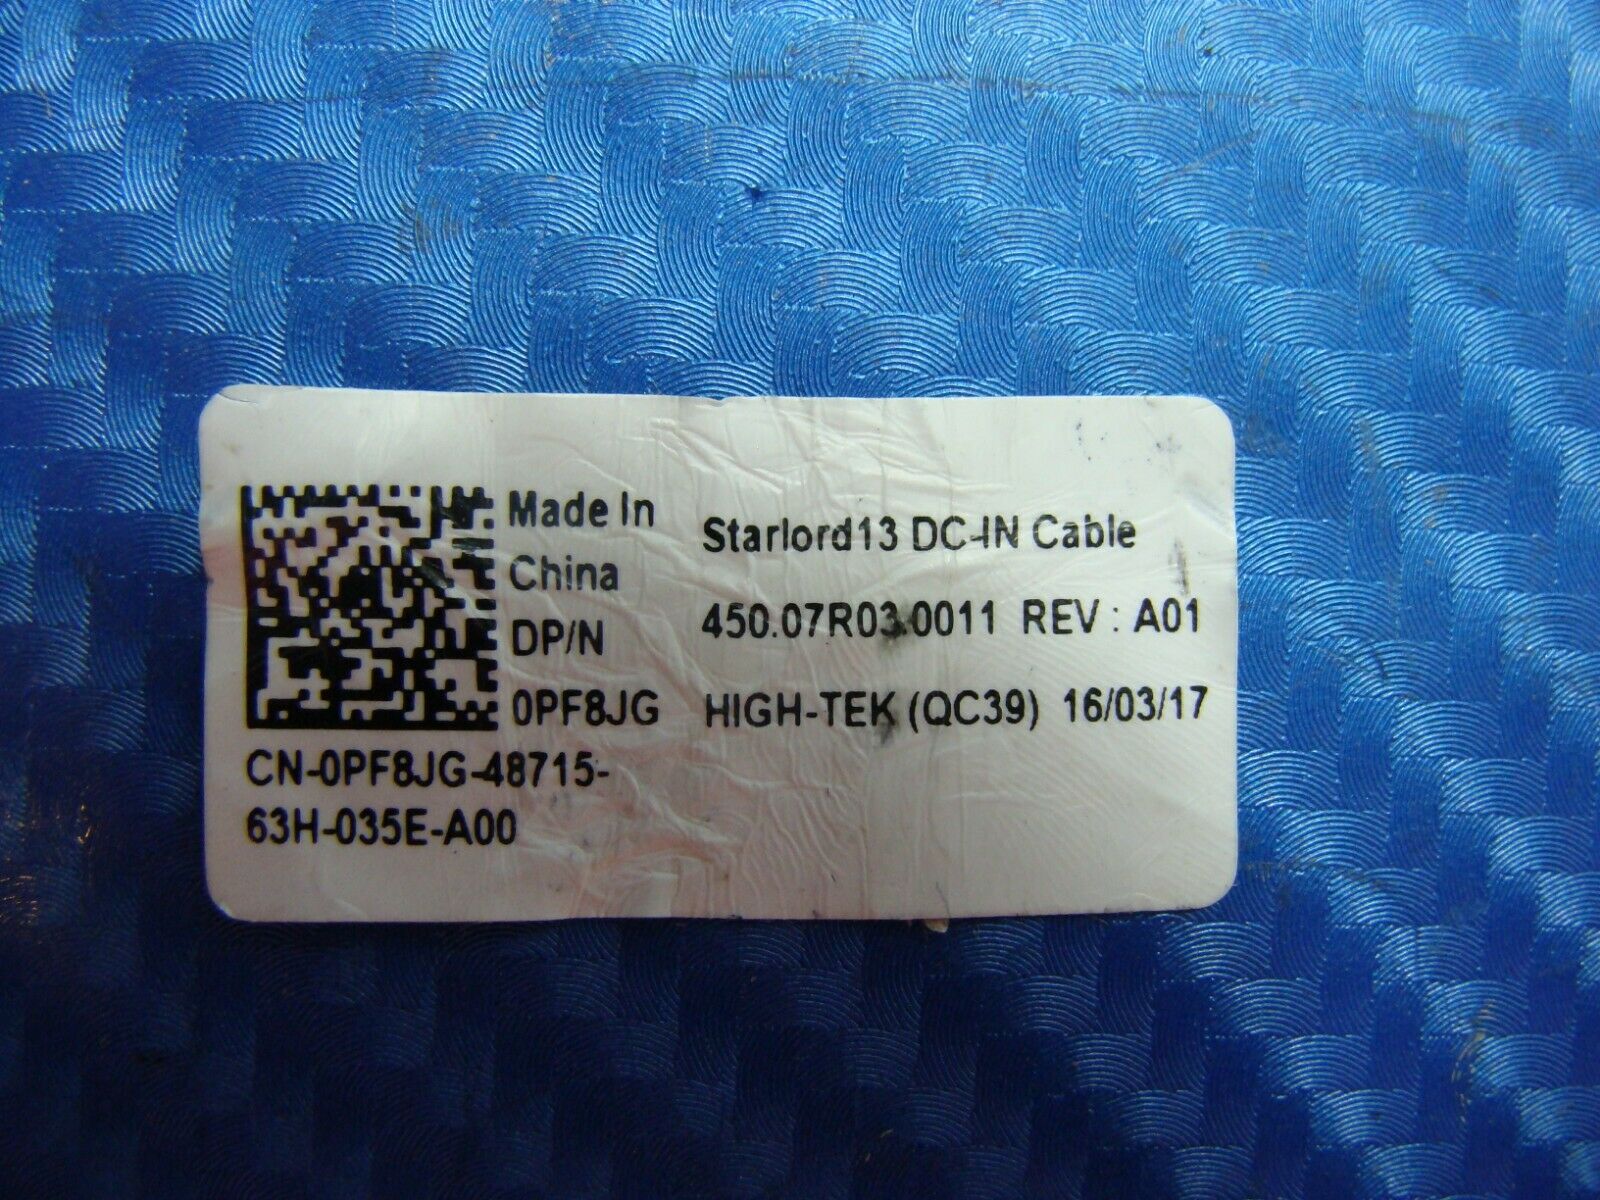 Made In
China
DP/N
0PF8JG
CN-0PF8JG-48715-
63H-035E-A00
Starlord13 DC-IN Cable
450.07R03.0011 REV : A01
HIGH-TEK (QC39) 16/03/17